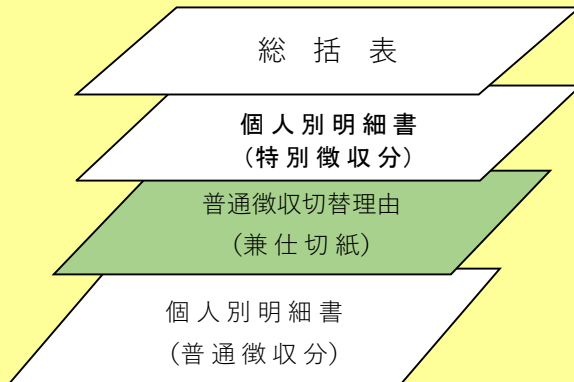 総 括 表
個人別明細書
(特別徴収分)
普通徴収切替理由
(兼仕切紙)
個人別明細書
(普通徴収分)